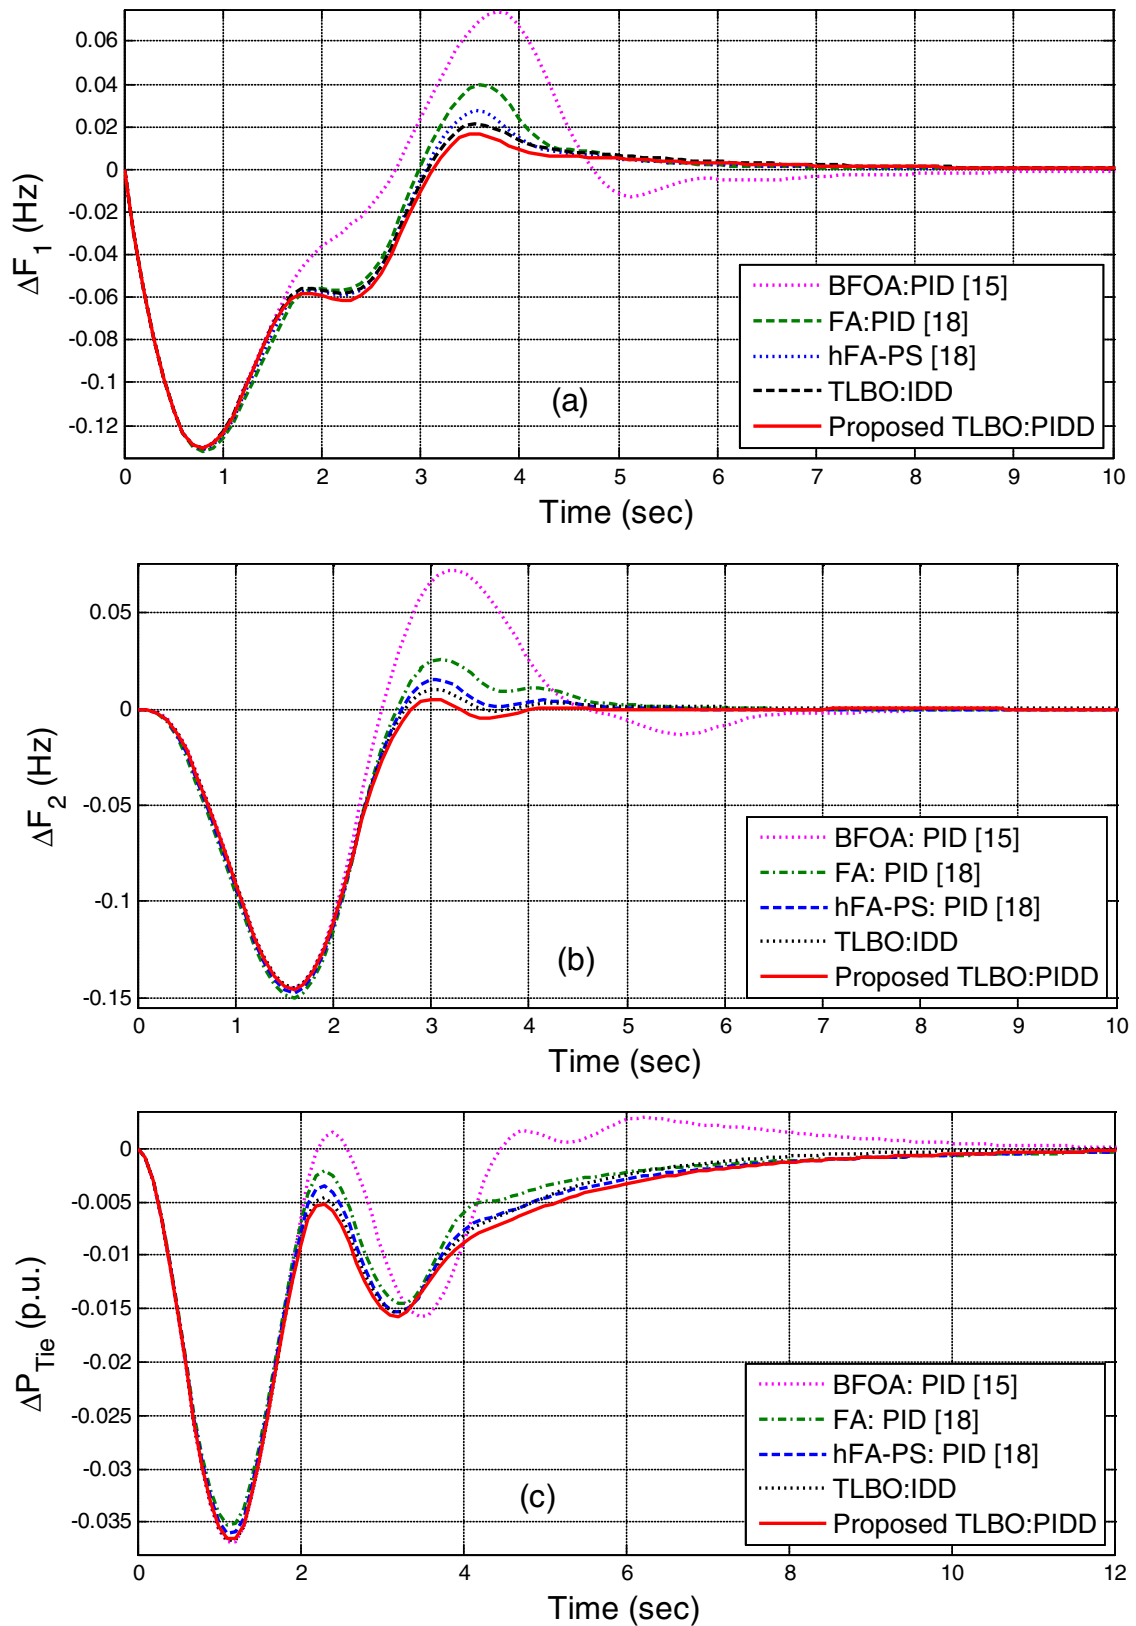 0.06
0.04
0.02
0
-0.02
-0.04
-0.06
-0.08
-0.1
-0.12
ΔF1 (Hz)
BFOA:PID [15]
FA:PID [18]
hFA-PS [18]
TLBO:IDD
Proposed TLBO:PIDD
(a)
0 1 2 3 4 5 6 7 8 9 10
Time (sec)
0.05
0
-0.05
-0.1
-0.15
ΔF2 (Hz)
BFOA: PID [15]
FA: PID [18]
hFA-PS: PID [18]
TLBO:IDD
Proposed TLBO:PIDD
(b)
0 1 2 3 4 5 6 7 8 9 10
Time (sec)
0
-0.005
-0.01
-0.015
-0.02
-0.025
-0.03
-0.035
ΔPTie (p.u.)
BFOA: PID [15]
FA: PID [18]
hFA-PS: PID [18]
TLBO:IDD
Proposed TLBO:PIDD
(c)
0 2 4 6 8 10 12
Time (sec)